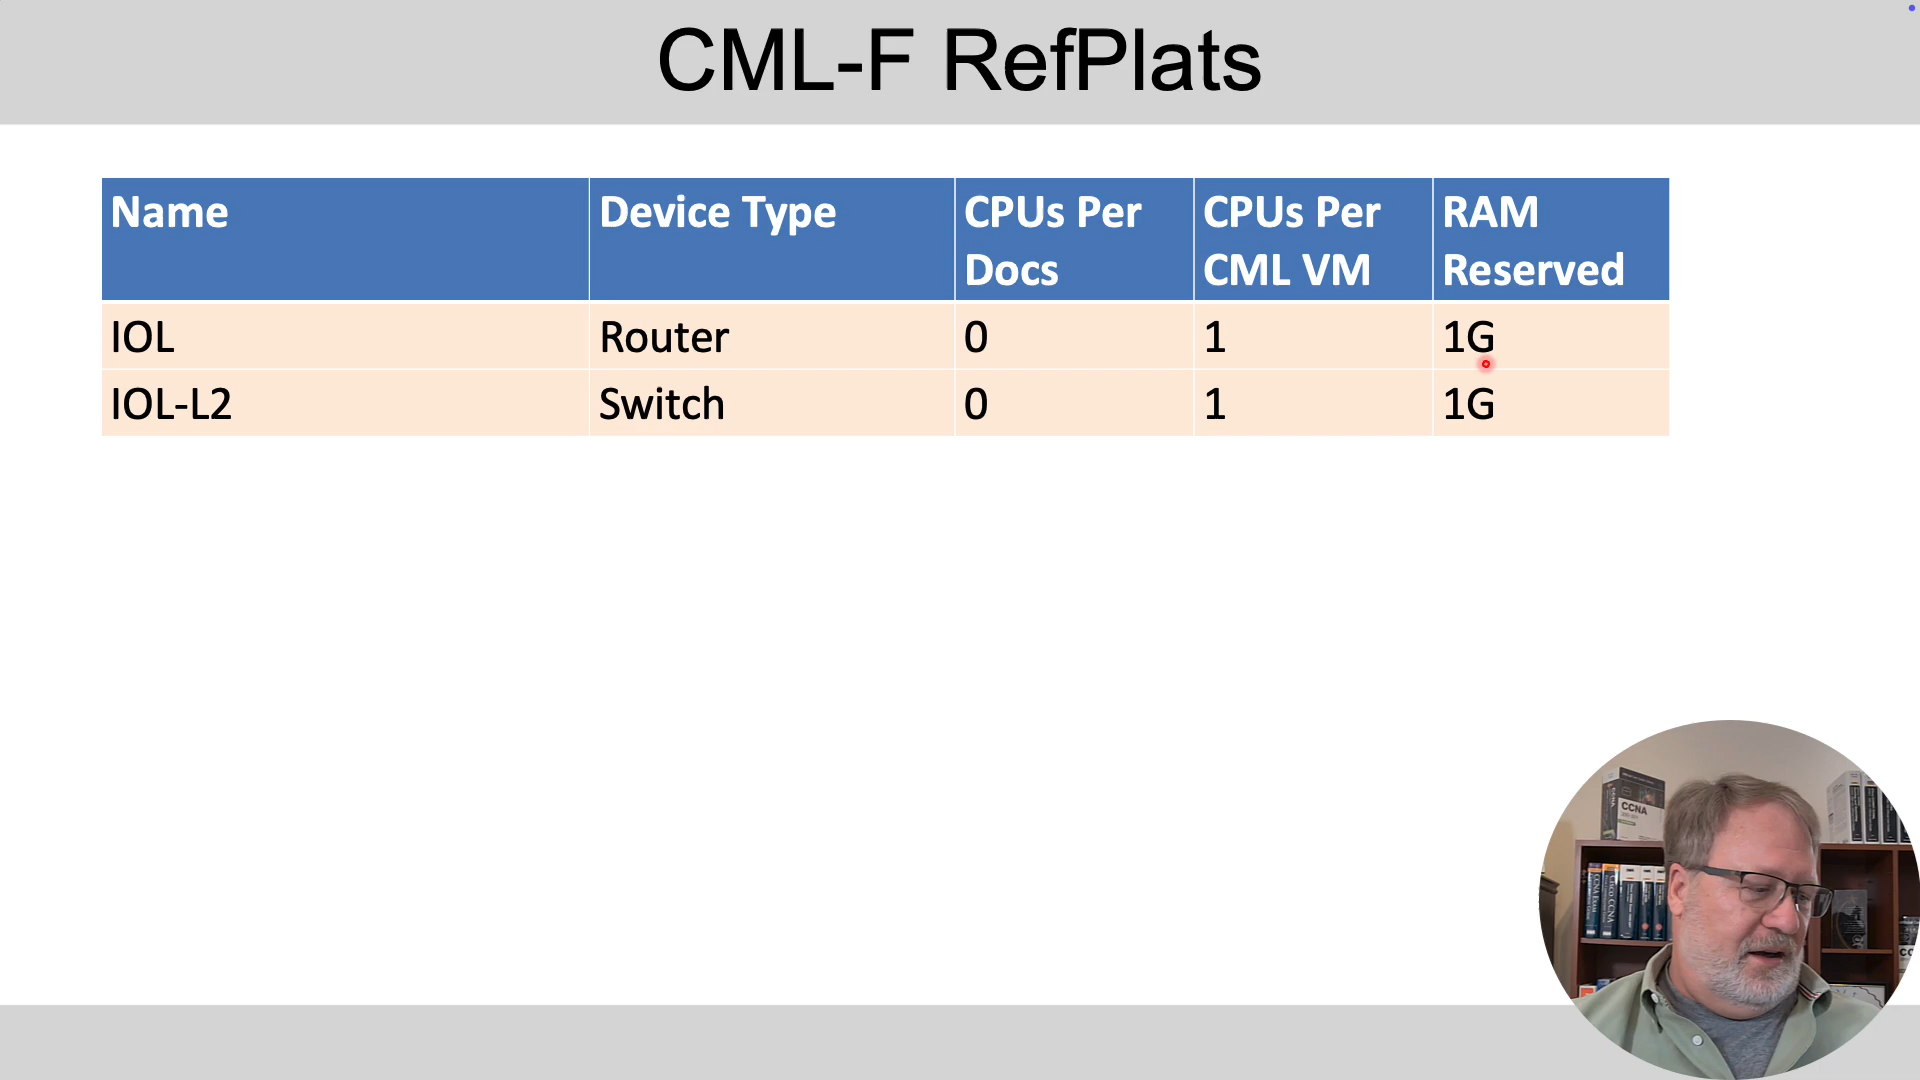 CML-F RefPlats
Name Device Type CPUs Per Docs CPUs Per CML VM RAM Reserved
IOL Router 0 1 1G
IOL-L2 Switch 0 1 1G
CCNA